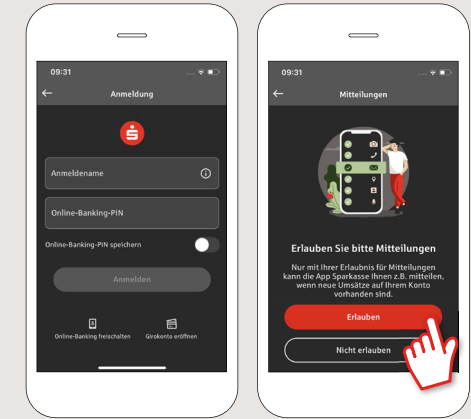 09:31
Anmeldung
Anmeldename
Online-Banking-PIN
Online-Banking-PIN speichern
Anmelden
Online-Banking freischalten
Girokonto eröffnen
09:31
Mitteilungen
Erlauben Sie bitte Mitteilungen
Nur mit Ihrer Erlaubnis für Mitteilungen
kann die App Sparkasse Ihnen z.B. mitteilen,
wenn neue Umsätze auf Ihrem Konto
vorhanden sind.
Erlauben
Nicht erlauben